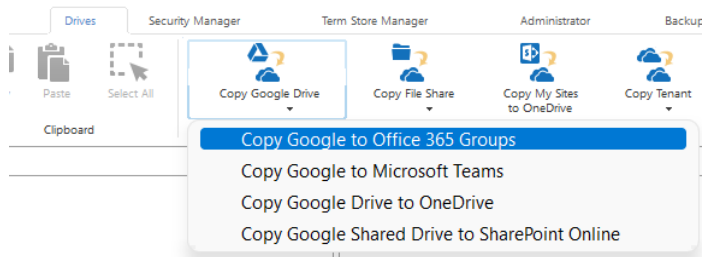 Drives
Security Manager
Term Store Manager
Administrator
Backup
Paste
Select All
Copy Google Drive
Copy File Share
Copy My Sites
to OneDrive
Copy Tenant
Clipboard
Copy Google to Office 365 Groups
Copy Google to Microsoft Teams
Copy Google Drive to OneDrive
Copy Google Shared Drive to SharePoint Online